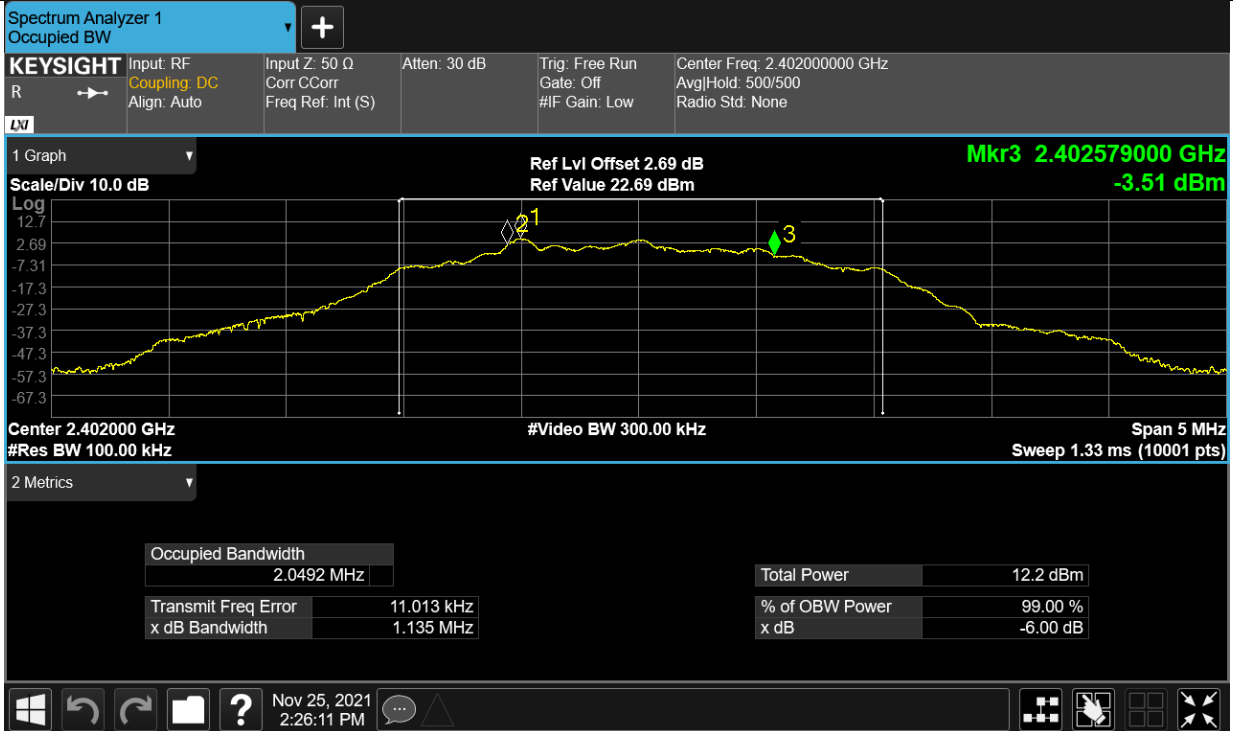 Spectrum Analyzer 1
Occupied BW
KEYSIGHT
R
LXI
Input: RF
Coupling: DC
Align: Auto
Input Z: 50 Ω
Corr CCorr
Freq Ref: Int (S)
Atten: 30 dB
Trig: Free Run
Gate: Off
#IF Gain: Low
Center Freq: 2.402000000 GHz
Avg|Hold: 500/500
Radio Std: None
1 Graph
Scale/Div 10.0 dB
Ref Lvl Offset 2.69 dB
Ref Value 22.69 dBm
Mkr3 2.402579000 GHz
-3.51 dBm
Log
12.7
2.69
-7.31
-17.3
-27.3
-37.3
-47.3
-57.3
-67.3
2
1
3
Center 2.402000 GHz
#Video BW 300.00 kHz
Span 5 MHz
#Res BW 100.00 kHz
Sweep 1.33 ms (10001 pts)
2 Metrics
Occupied Bandwidth
2.0492 MHz
Transmit Freq Error 11.013 kHz
x dB Bandwidth 1.135 MHz
Total Power 12.2 dBm
% of OBW Power 99.00 %
x dB -6.00 dB
?
Nov 25, 2021
2:26:11 PM